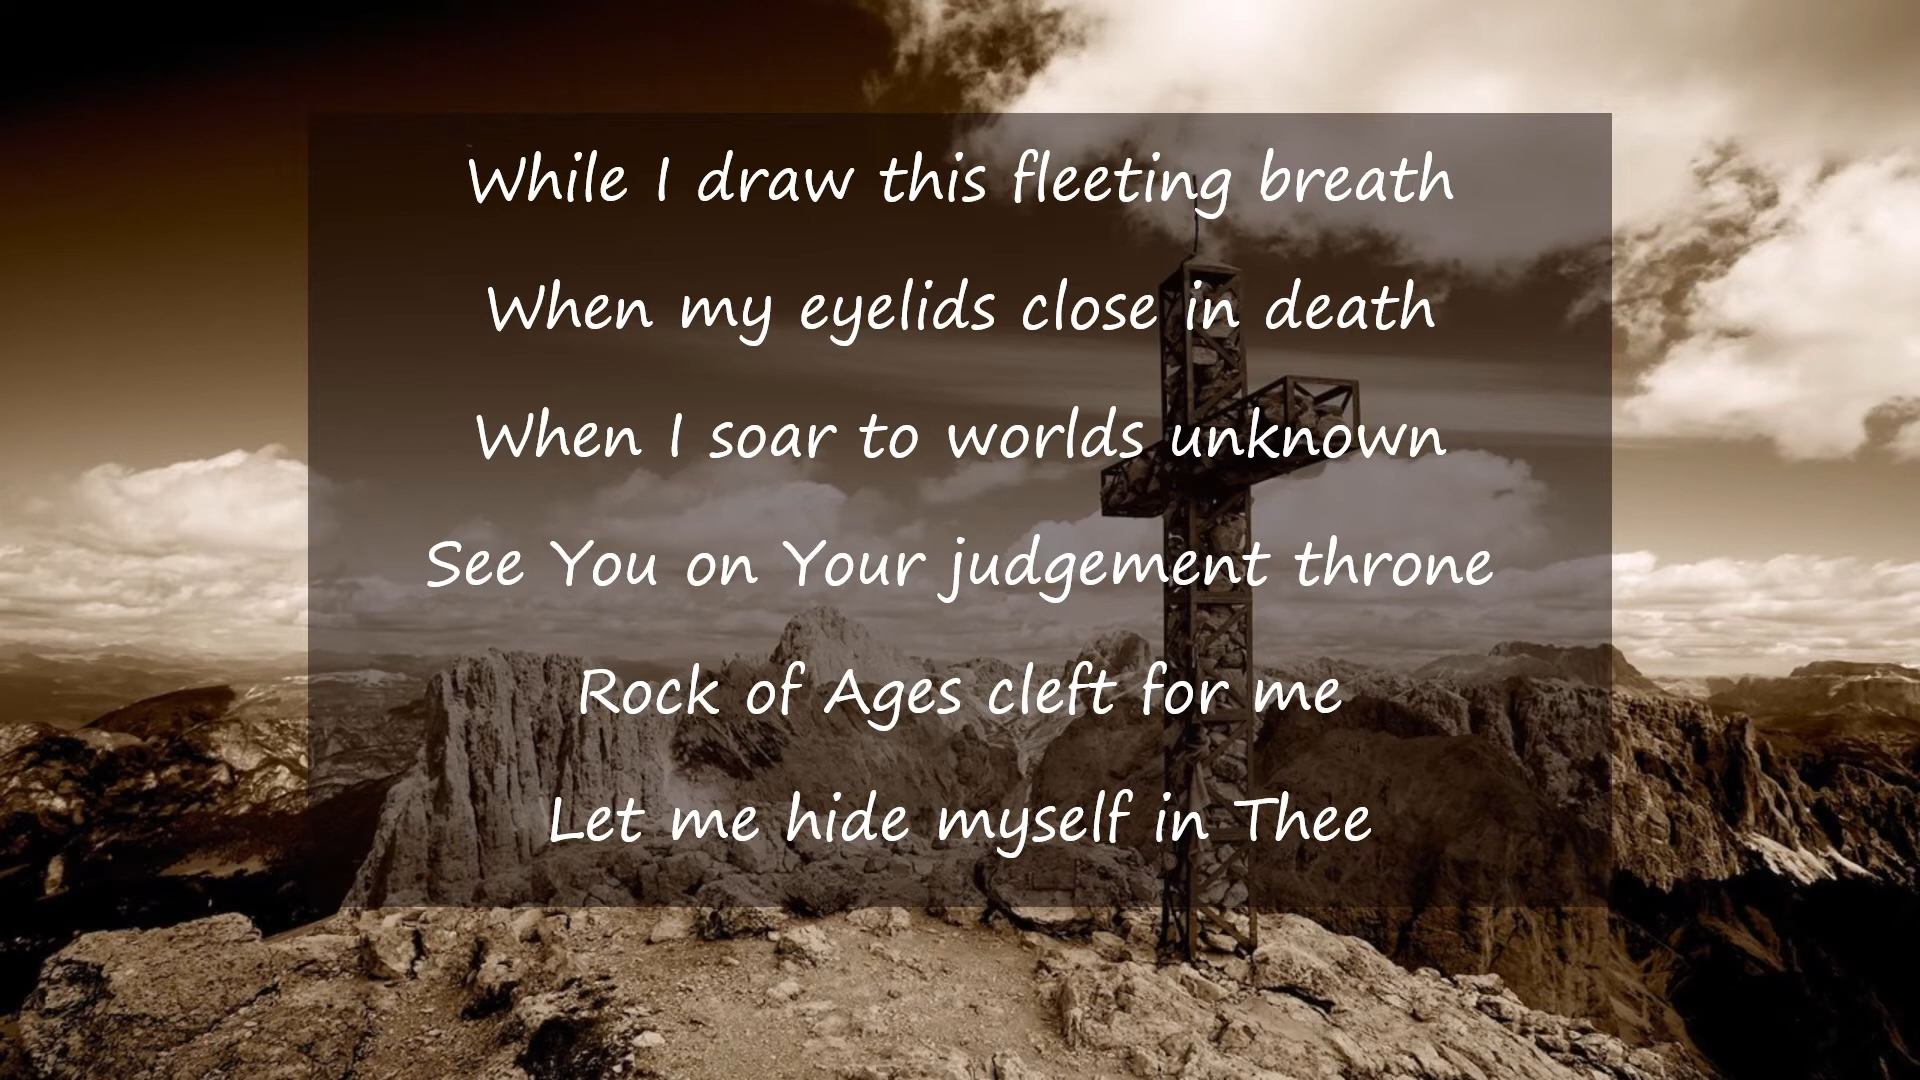 While I draw this fleeting breath
When my eyelids close in death
When I soar to worlds unknown
See You on Your judgement throne
Rock of Ages cleft for me
Let me hide myself in Thee